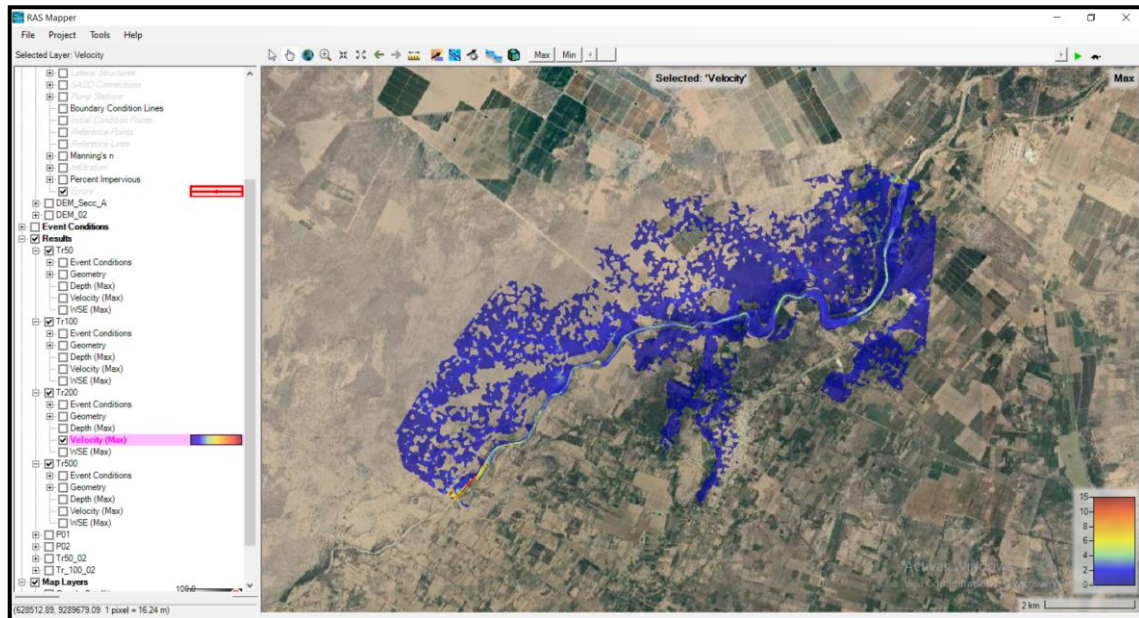 RAS Mapper
File Project Tools Help
Selected Layer: Velocity
Max Min
Lateral Structures
SA/2D Connections
Pump Stations
Boundary Condition Lines
Initial Condition Points
Reference Points
Reference Lines
Manning's n
Infiltration
Percent Impervious
Errors
DEM_Secc_A
DEM_02
Event Conditions
Results
Tr50
Event Conditions
Geometry
Depth (Max)
Velocity (Max)
WSE (Max)
Tr100
Event Conditions
Geometry
Depth (Max)
Velocity (Max)
WSE (Max)
Tr200
Event Conditions
Geometry
Depth (Max)
Velocity (Max)
WSE (Max)
Tr500
Event Conditions
Geometry
Depth (Max)
Velocity (Max)
WSE (Max)
P01
P02
Tr50_02
Tr_100_02
Map Layers
(628512.89, 9289679.09 1 pixel = 16.24 m)
Selected: 'Velocity'
Max
15
10
8
6
4
2
0
Activar Windows
2 km